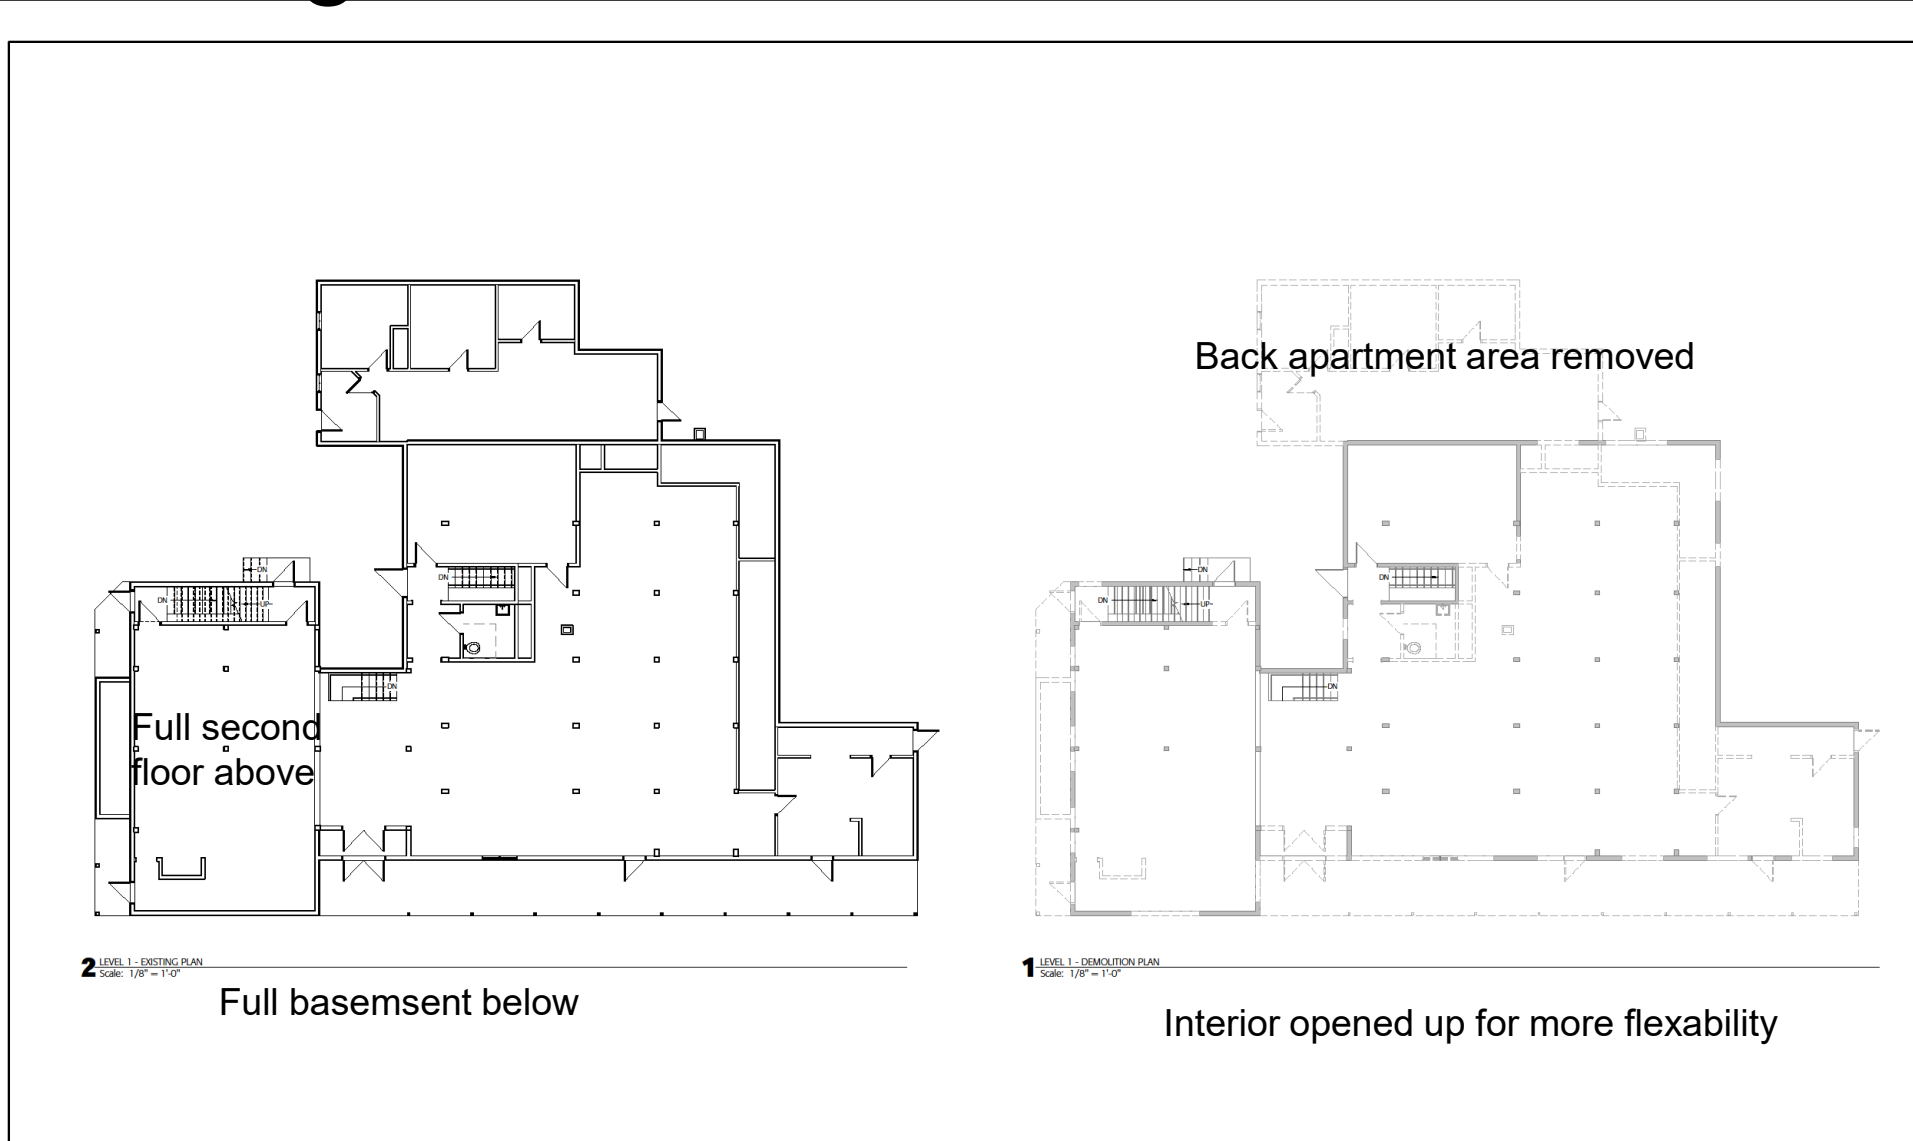 Back apartment area removed
DN
DN
DN
DN
DN
UP
DN
UP
Full second
floor above
DN
DN
2 LEVEL 1 - EXISTING PLAN
Scale: 1/8" = 1'-0"
1 LEVEL 1 - DEMOLITION PLAN
Scale: 1/8" = 1'-0"
Full basemsent below
Interior opened up for more flexability